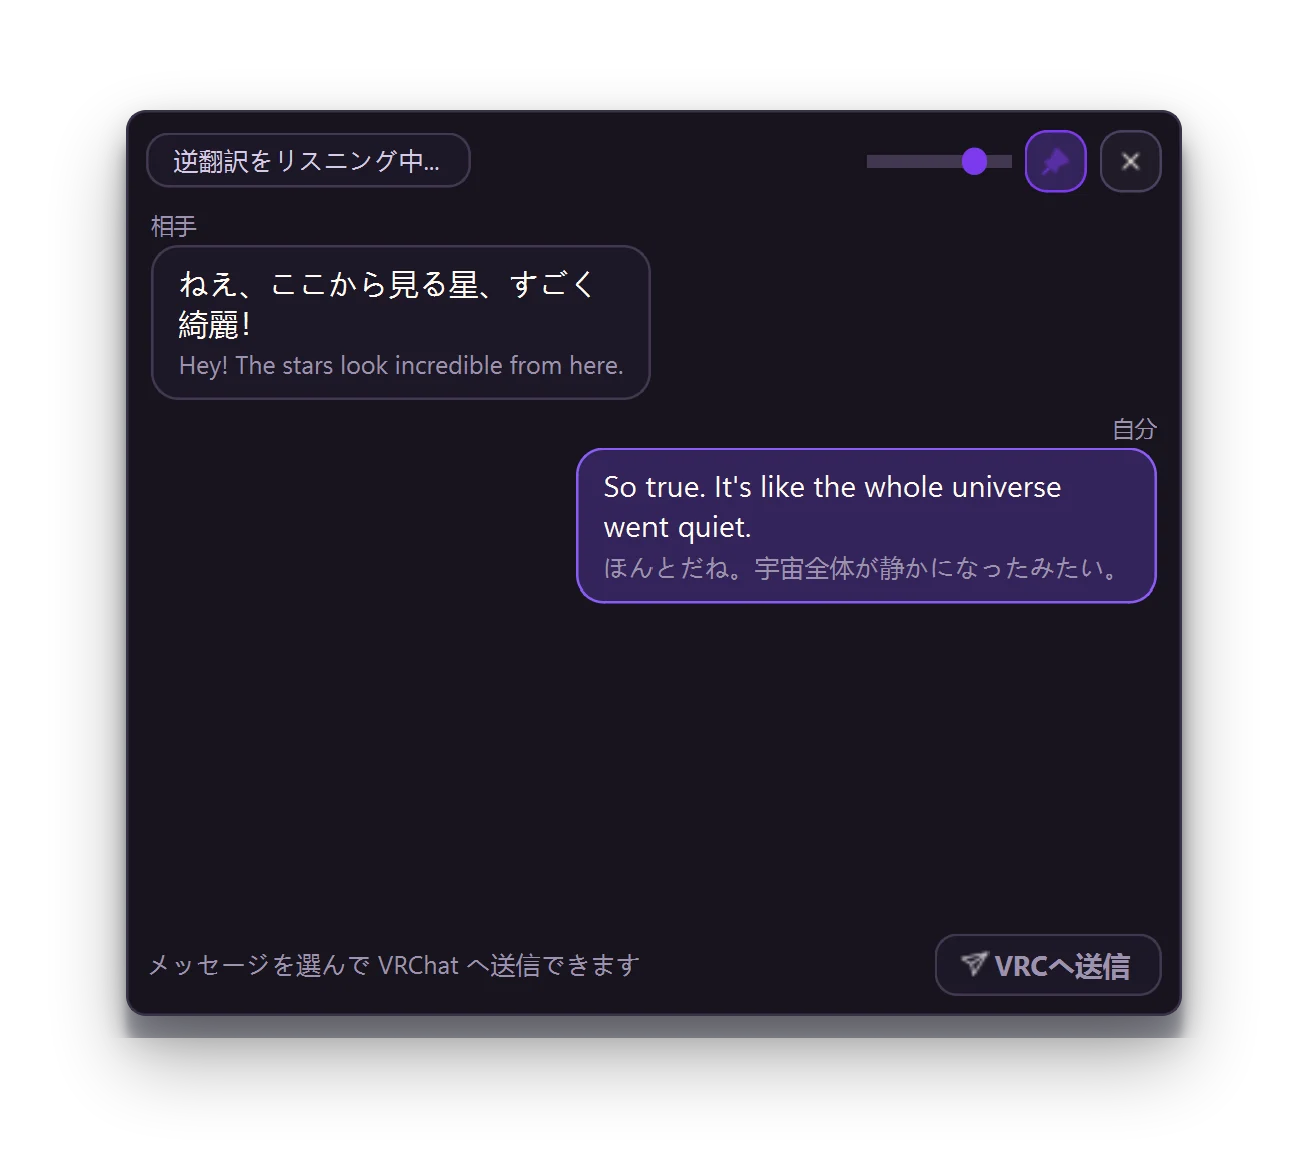 逆翻訳をリスニング中...
相手
ねえ、ここから見る星、すごく
綺麗！
Hey! The stars look incredible from here.
自分
So true. It's like the whole universe
went quiet.
ほんとだね。宇宙全体が静かになったみたい。
メッセージを選んで VRChat へ送信できます
VRCへ送信